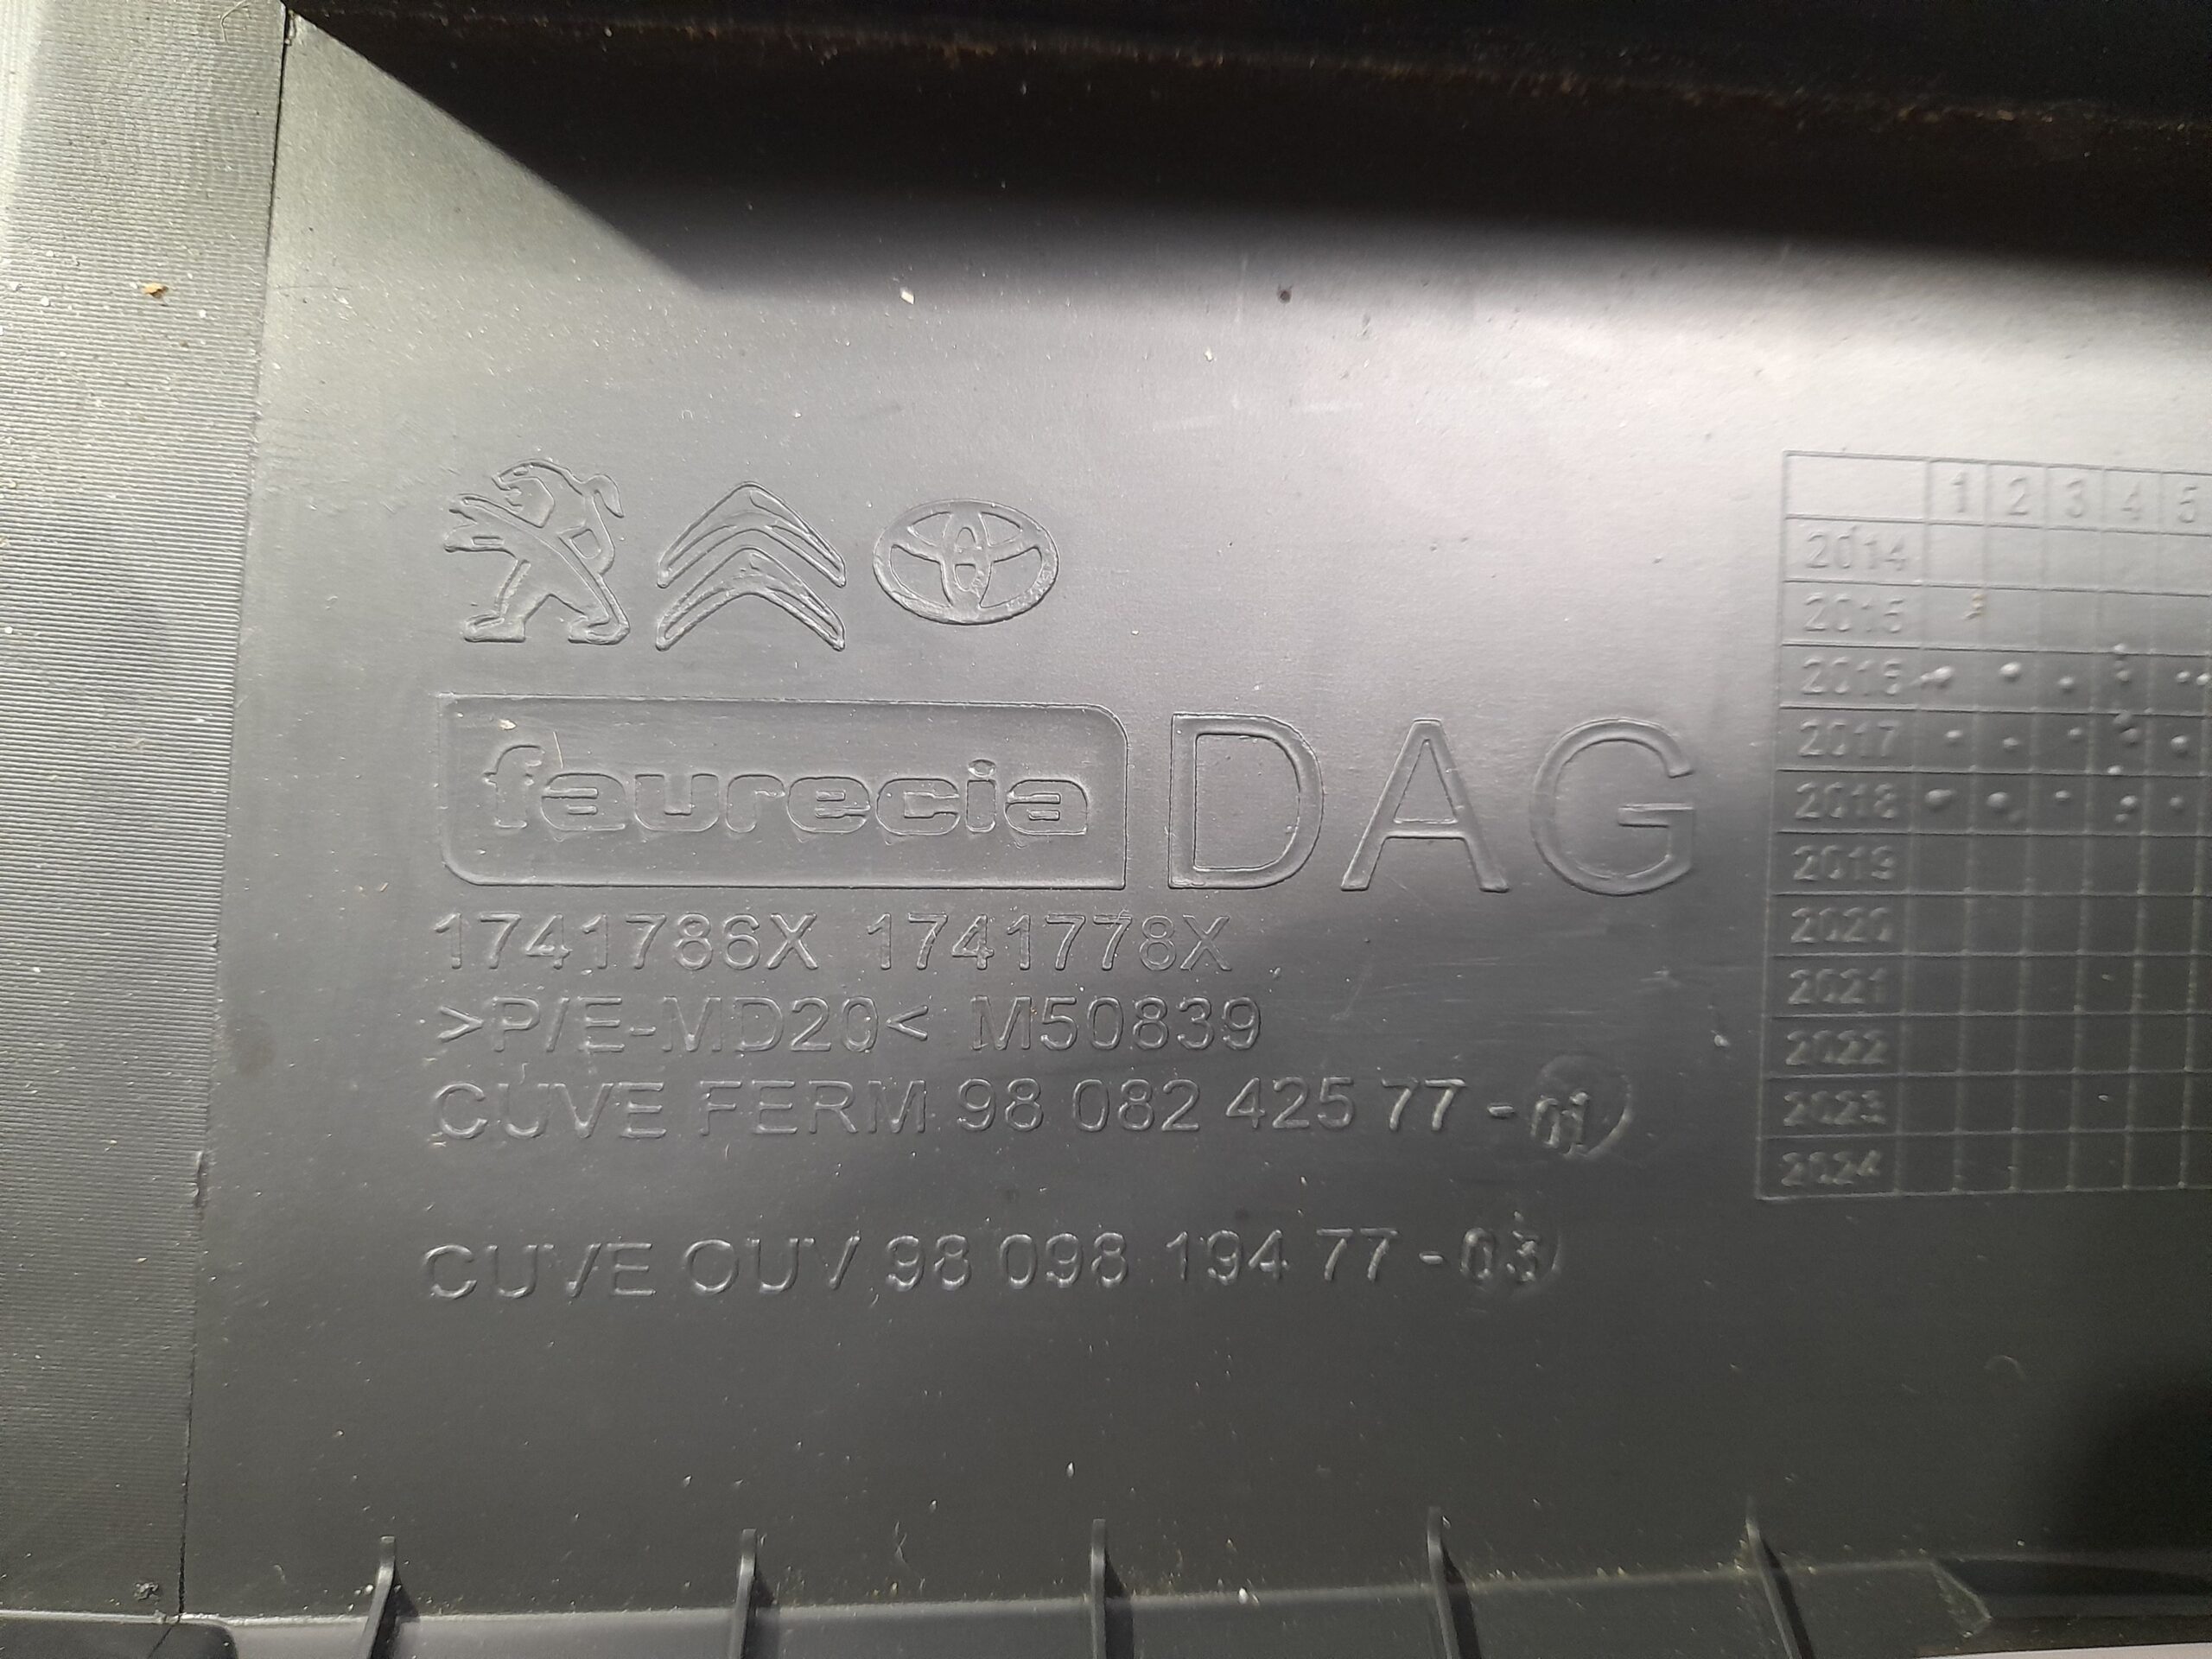 faurecia DAG
1741786X 1741778X
>P/E-MD20< M50839
CUVE FERM 98 082 425 77 - 01
CUVE OUV 98 098 194 77 - 03
1 2 3 4 5
2014
2015
2016
2017
2018
2019
2020
2021
2022
2023
2024